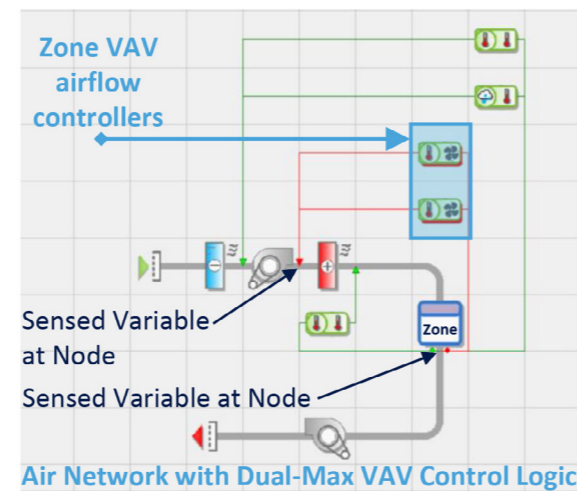 Zone VAV
airflow
controllers
Sensed Variable
at Node
Zone
Sensed Variable at Node
Air Network with Dual-Max VAV Control Logic